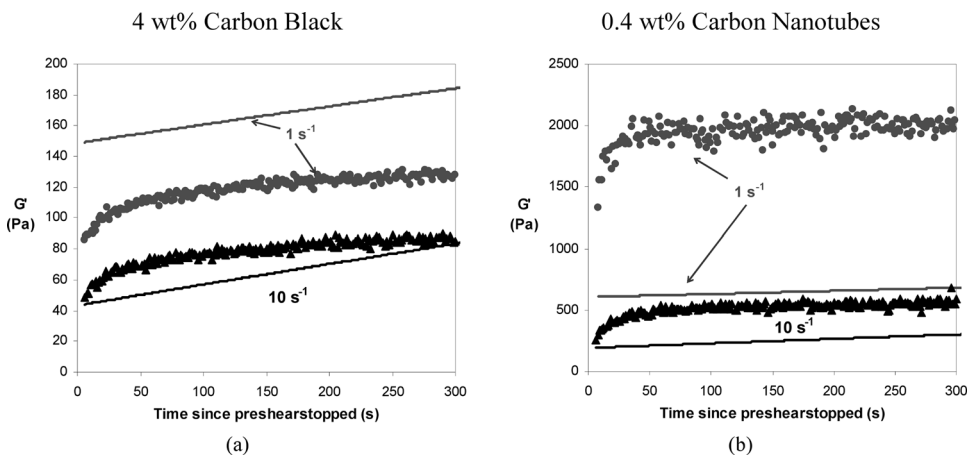 4 wt% Carbon Black
200
180
160
140
120
100
80
60
40
20
0
G'
(Pa)
1 s⁻¹
10 s⁻¹
0 50 100 150 200 250 300
Time since preshearstopped (s)
(a)
0.4 wt% Carbon Nanotubes
2500
2000
1500
1000
500
0
G'
(Pa)
1 s⁻¹
10 s⁻¹
0 50 100 150 200 250 300
Time since preshearstopped (s)
(b)